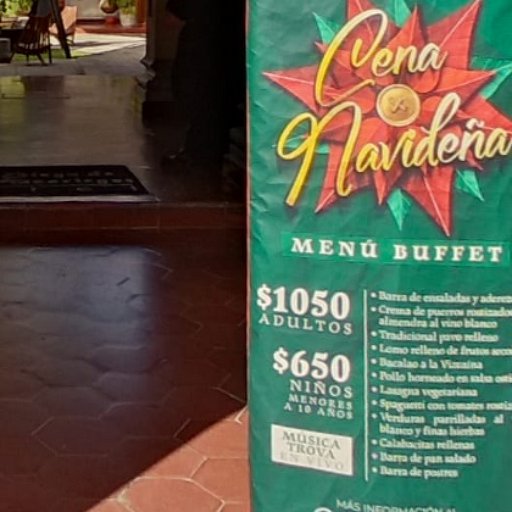 Cena
Navideña
MENÚ BUFFET
$1050
ADULTOS
$650
NIÑOS
MENORES
A 10 AÑOS
MÚSICA
TROVA
EN VIVO
• Barra de ensaladas y aderez
• Crema de puerros rostizado
almendra al vino blanco
• Tradicional pavo relleno
• Lomo relleno de frutos seco
• Bacalao a la Vizcaína
• Pollo horneado en salsa osti
• Lasagna vegetariana
• Spaguetti con tomates rostiz
• Verduras parrilladas al
blanco y finas hierbas
• Calabacitas rellenas
• Barra de pan salado
• Barra de postres
MÁS INFORMACIÓN AL